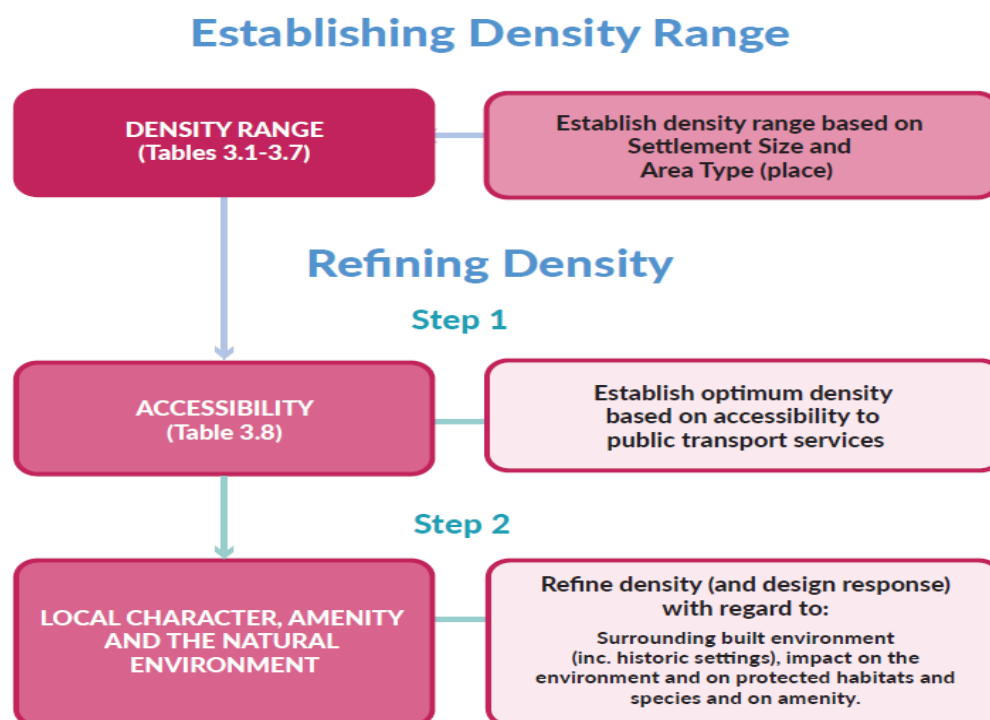 Establishing Density Range
DENSITY RANGE
(Tables 3.1-3.7)
Establish density range based on
Settlement Size and
Area Type (place)
Refining Density
Step 1
ACCESSIBILITY
(Table 3.8)
Establish optimum density
based on accessibility to
public transport services
Step 2
LOCAL CHARACTER, AMENITY
AND THE NATURAL
ENVIRONMENT
Refine density (and design response)
with regard to:
Surrounding built environment
(inc. historic settings), impact on the
environment and on protected habitats and
species and on amenity.